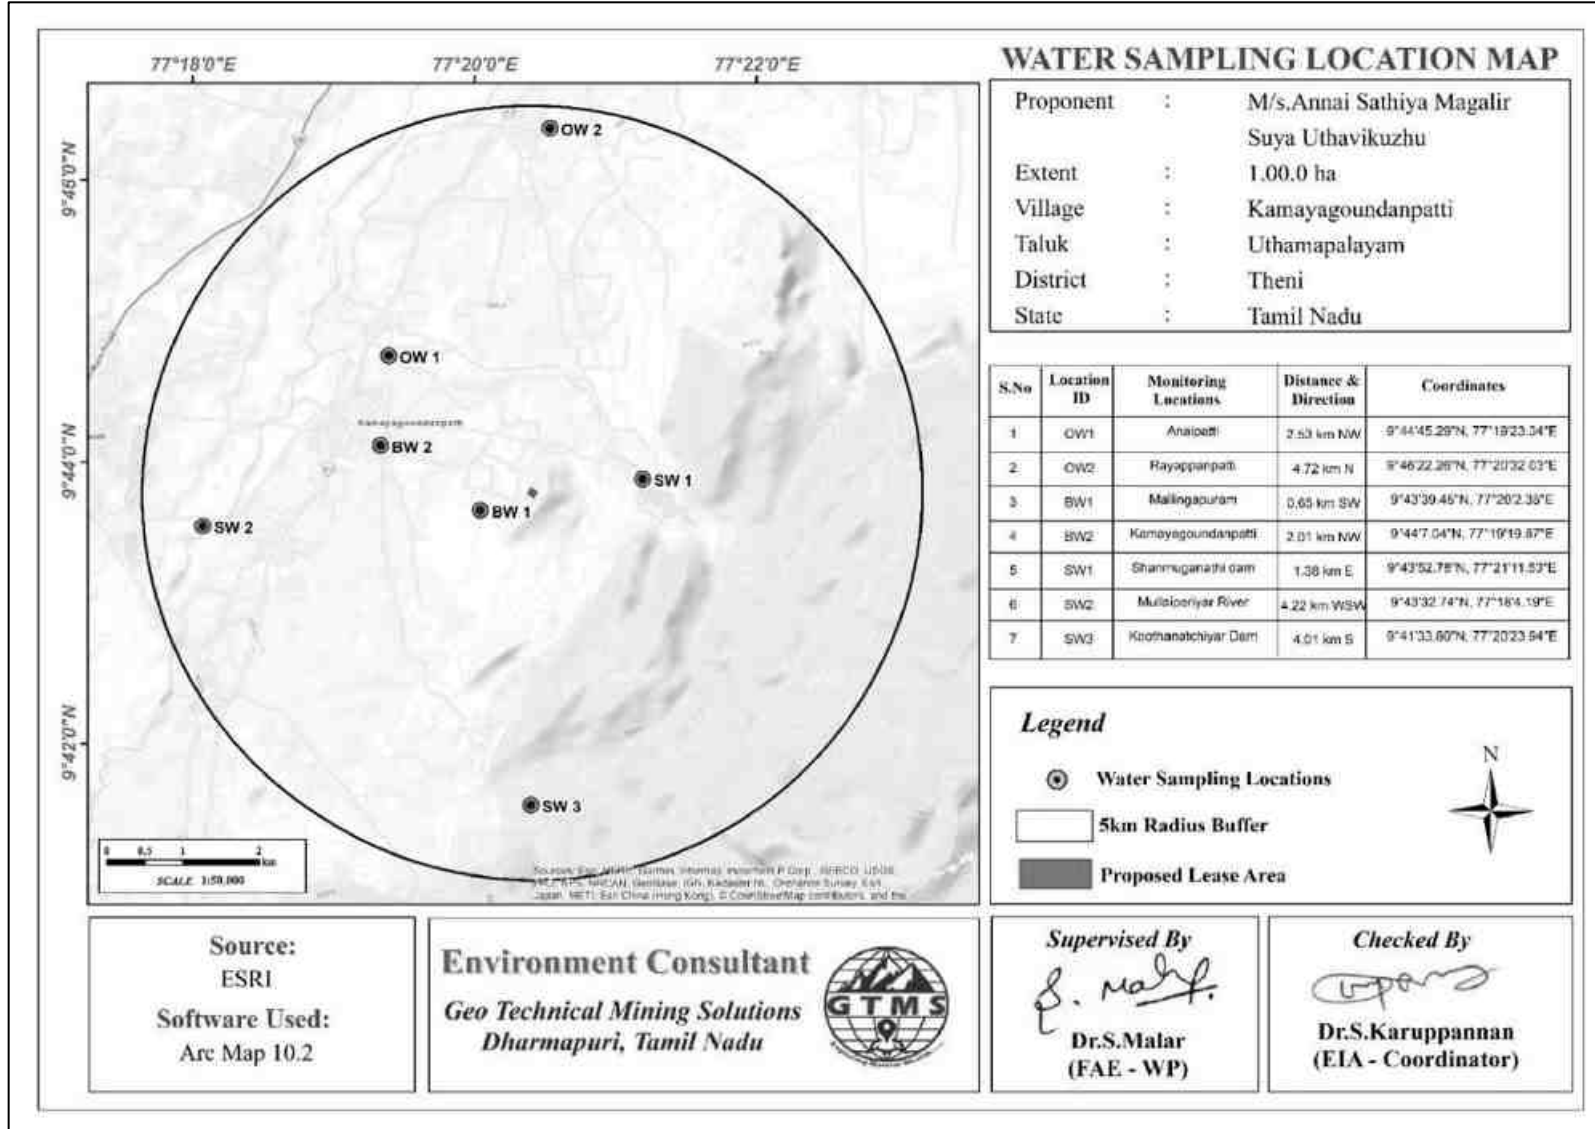 WATER SAMPLING LOCATION MAP
77°18'0"E
77°20'0"E
77°22'0"E
9°46'0"N
9°44'0"N
9°42'0"N
OW 2
OW 1
Kamayagoundanpatti
BW 2
SW 1
BW 1
SW 2
SW 3
0 0.5 1 2
km
SCALE 1:50,000
Proponent : M/s.Annai Sathiya Magalir
Suya Uthavikuzhu
Extent : 1.00.0 ha
Village : Kamayagoundanpatti
Taluk : Uthamapalayam
District : Theni
State : Tamil Nadu
S.No Location ID Monitoring Locations Distance & Direction Coordinates
1 OW1 Anaipatti 2.53 km NW 9°44'45.29"N, 77°19'23.04"E
2 OW2 Rayappanpatti 4.72 km N 9°46'22.26"N, 77°20'32.03"E
3 BW1 Mallingapuram 0.65 km SW 9°43'39.45"N, 77°20'2.35"E
4 BW2 Kamayagoundanpatti 2.01 km NW 9°44'7.04"N, 77°19'19.87"E
5 SW1 Shanmuganathi dam 1.38 km E 9°43'52.78"N, 77°21'11.53"E
6 SW2 Mullaiperiyar River 4.22 km WSW 9°43'32.74"N, 77°18'4.19"E
7 SW3 Koothanatchiyar Dam 4.01 km S 9°41'33.60"N, 77°20'23.94"E
Legend
Water Sampling Locations
5km Radius Buffer
Proposed Lease Area
N
Source:
ESRI
Software Used:
Arc Map 10.2
Environment Consultant
Geo Technical Mining Solutions
Dharmapuri, Tamil Nadu
GTMS
Supervised By
Dr.S.Malar
(FAE - WP)
Checked By
Dr.S.Karuppannan
(EIA - Coordinator)